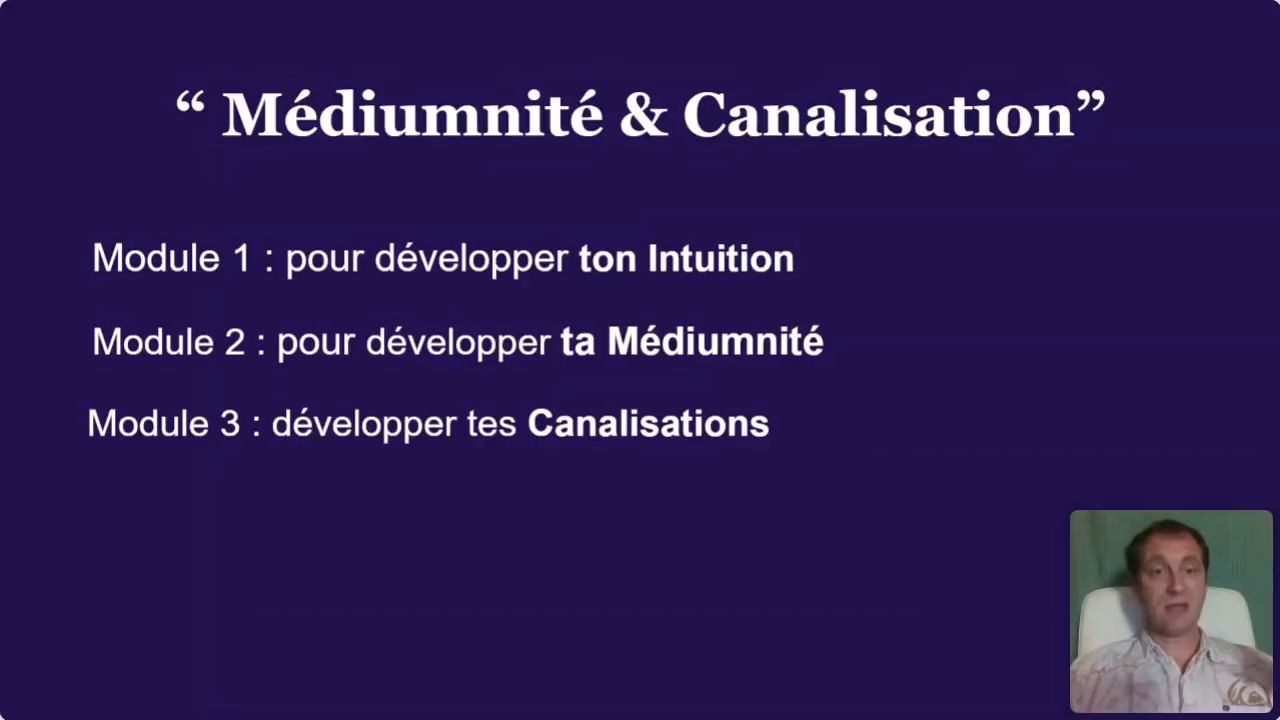 “ Médiumnité & Canalisation”
Module 1 : pour développer ton Intuition
Module 2 : pour développer ta Médiumnité
Module 3 : développer tes Canalisations